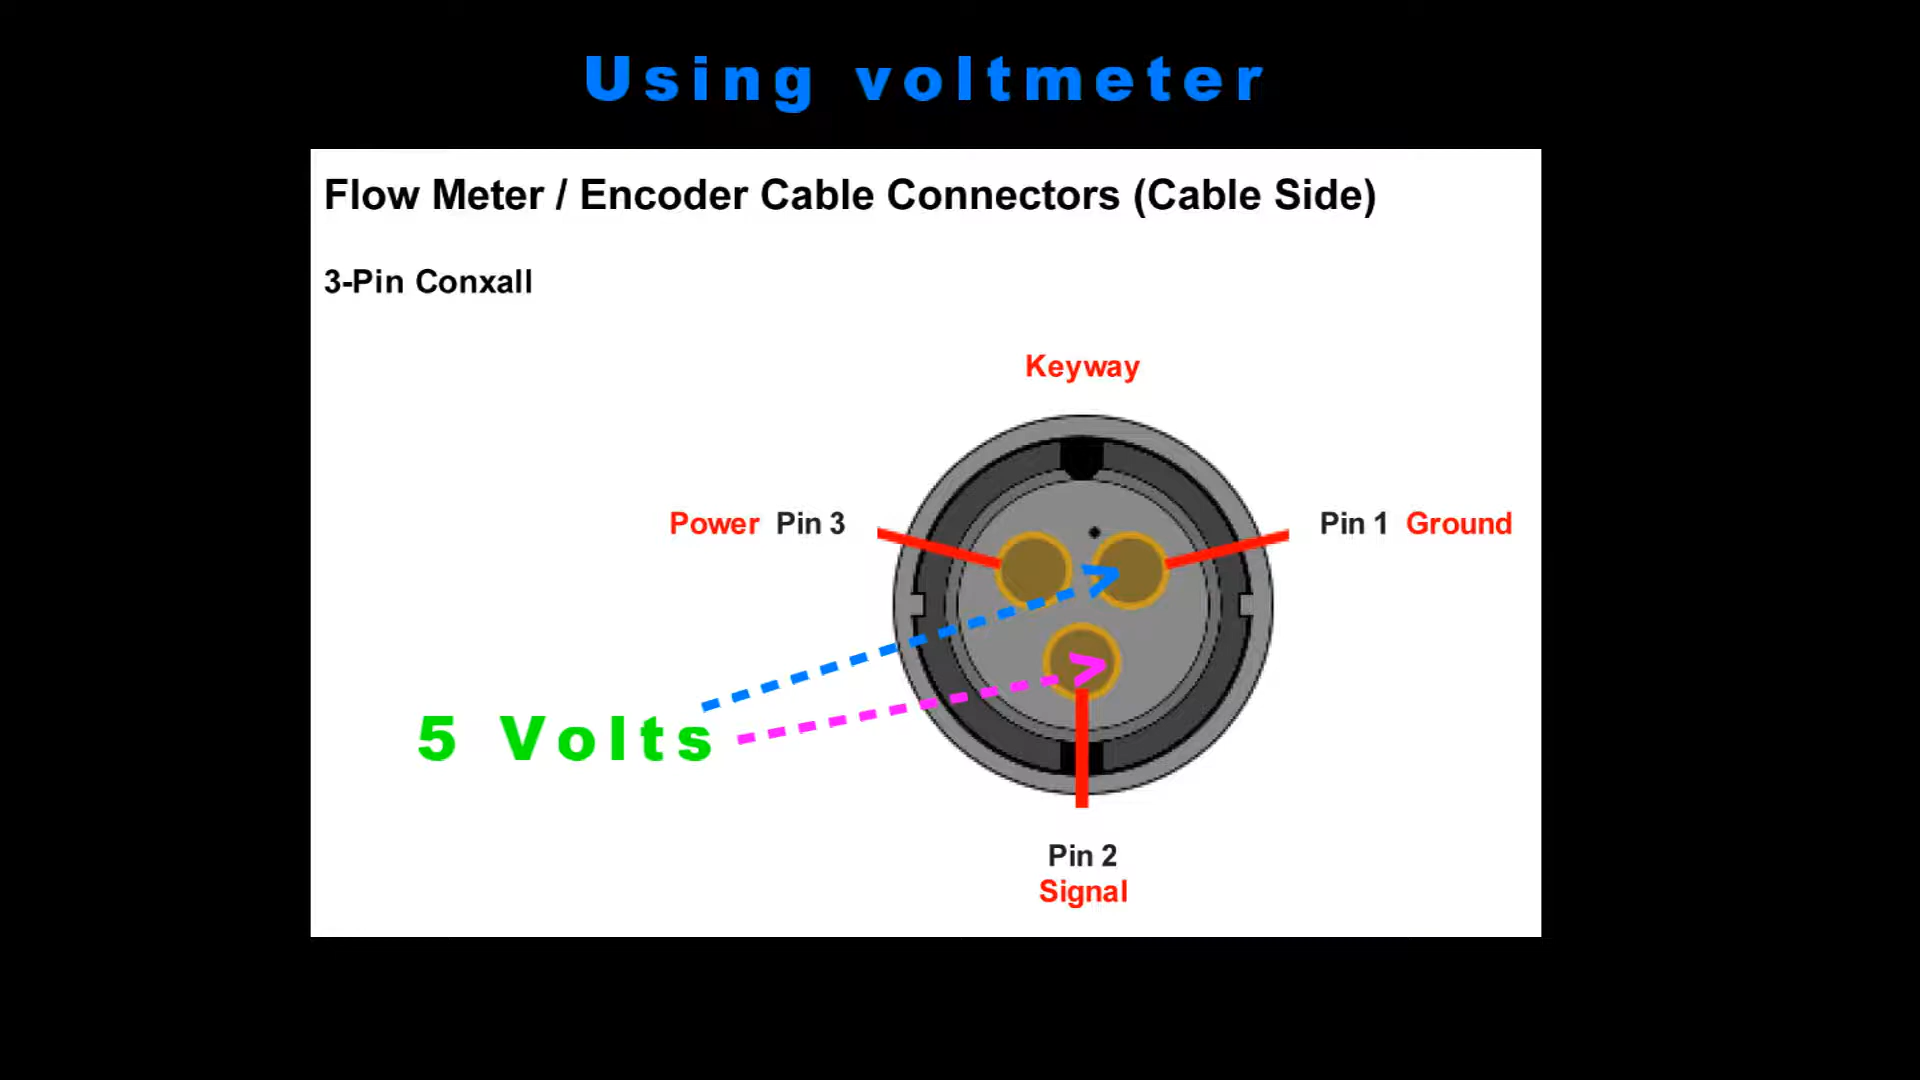 Using voltmeter
Flow Meter / Encoder Cable Connectors (Cable Side)
3-Pin Conxall
Keyway
Power Pin 3
Pin 1 Ground
5 Volts
Pin 2
Signal